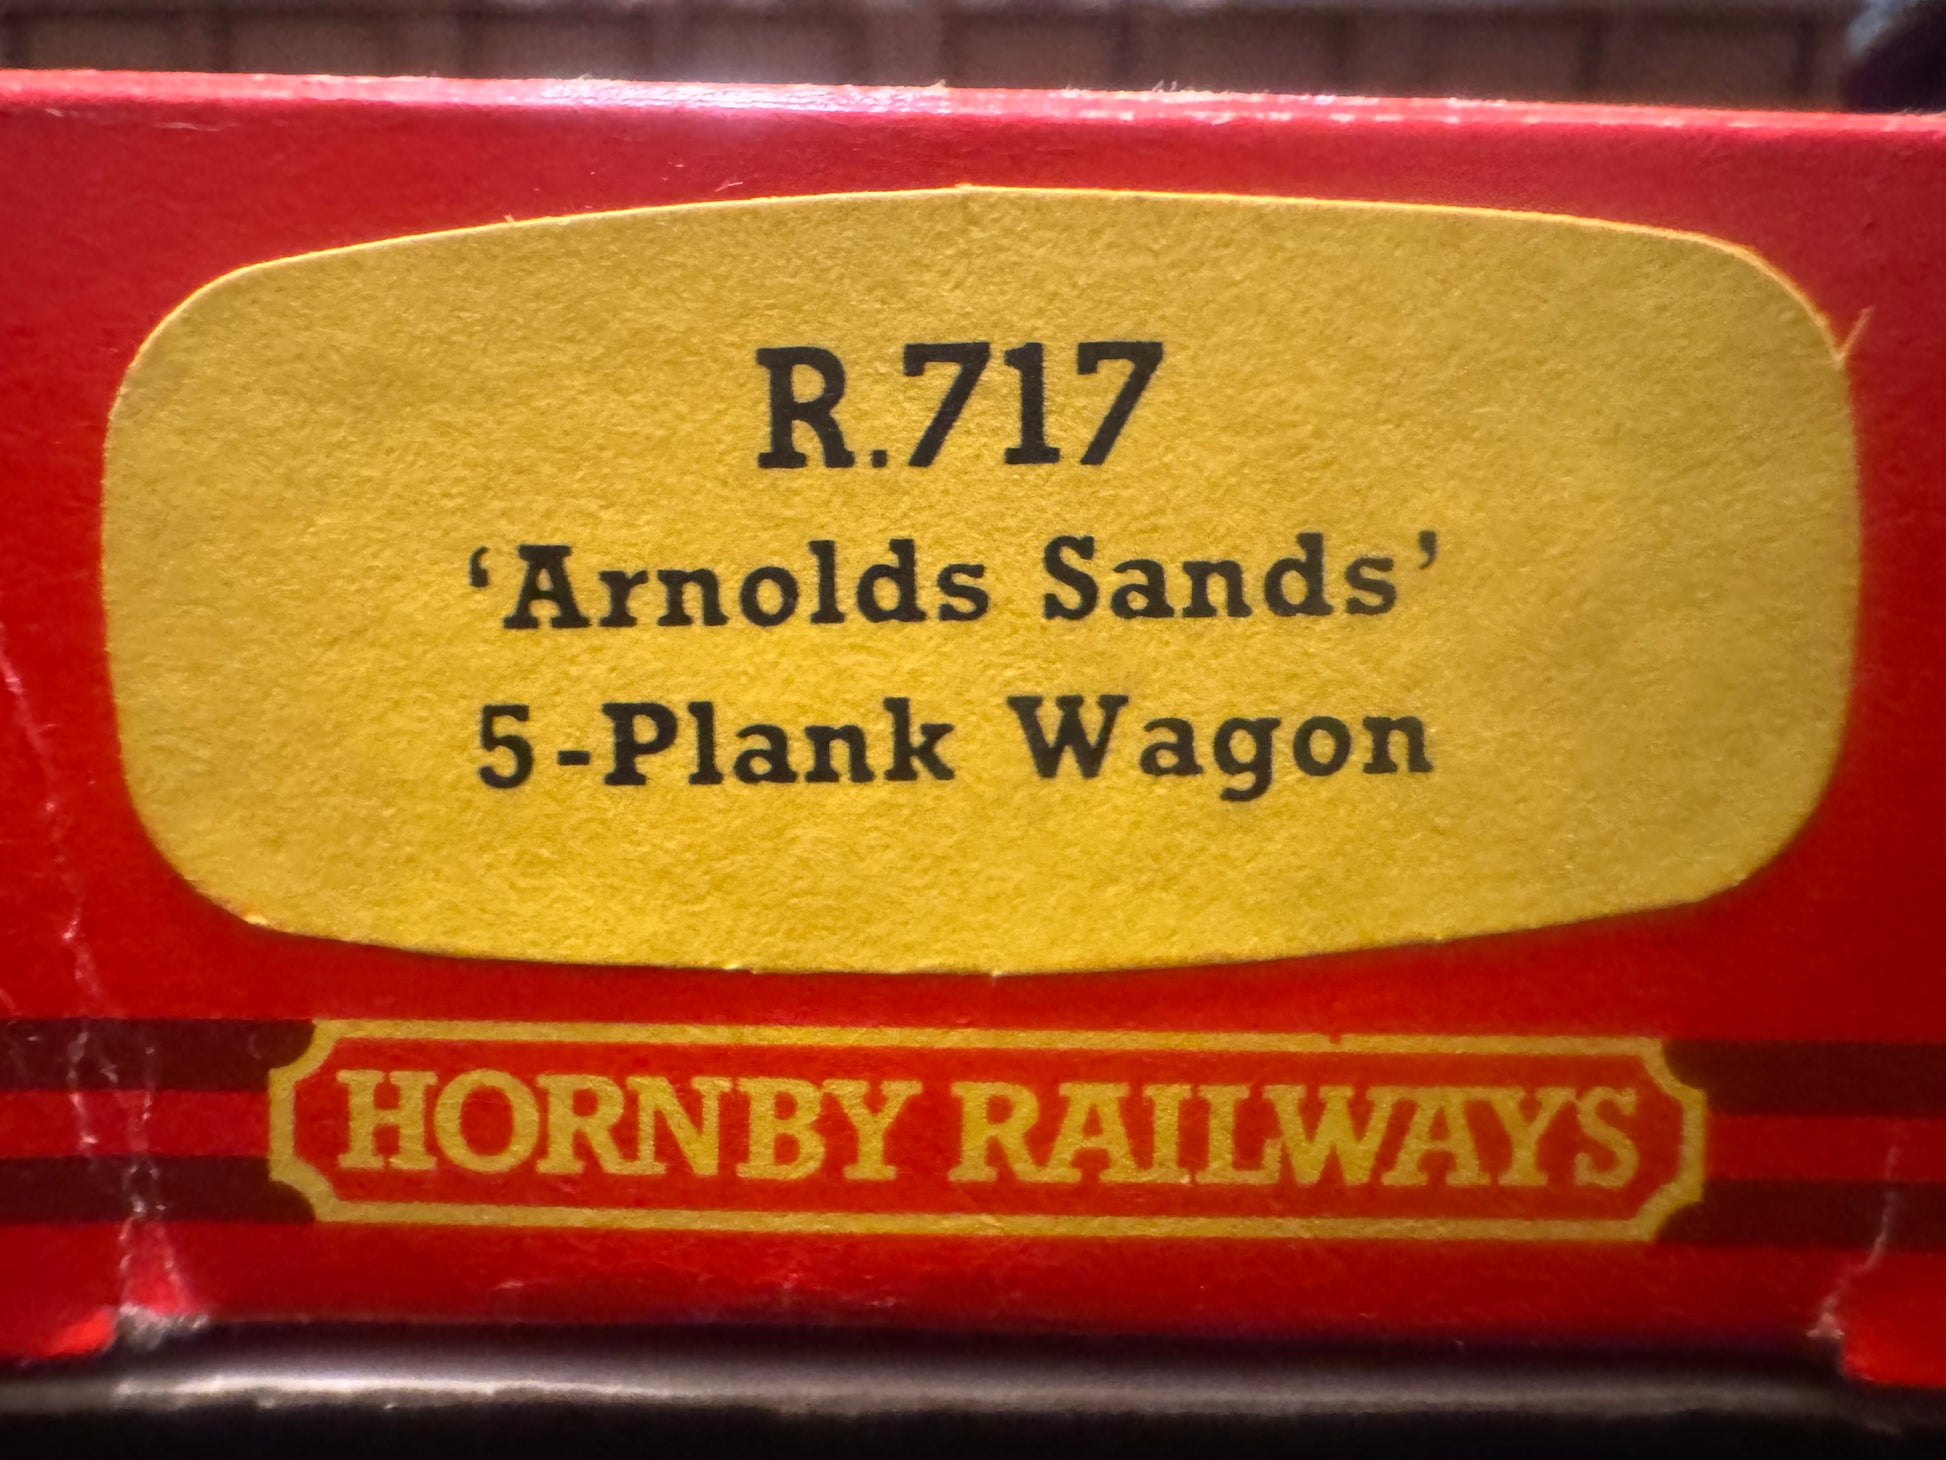 R.717
‘Arnolds Sands’
5-Plank Wagon
HORNBY RAILWAYS